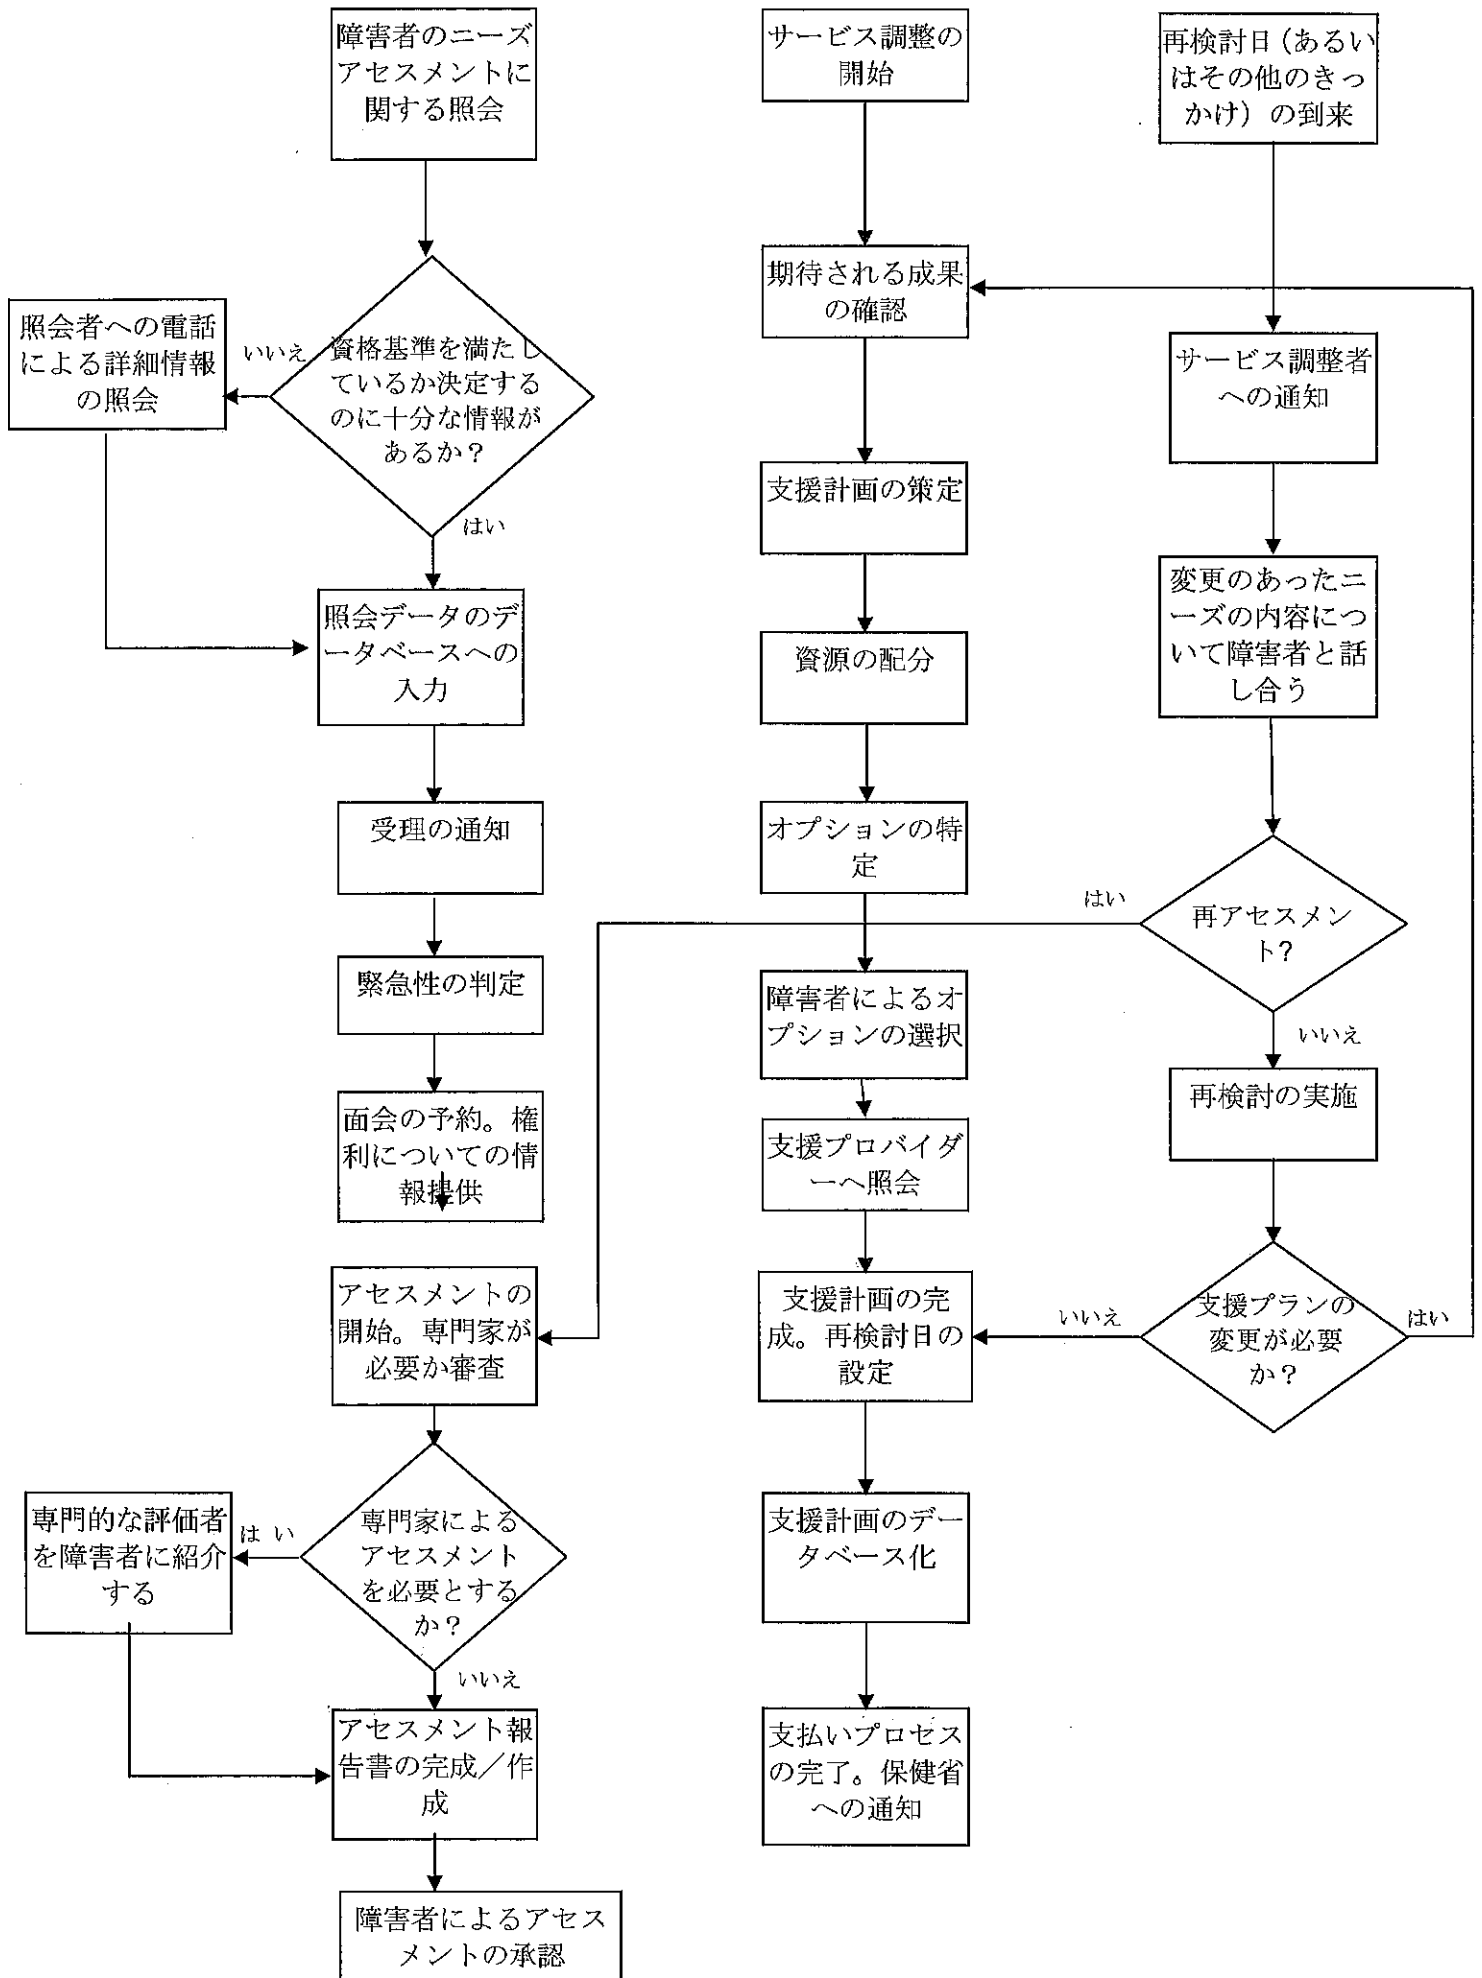 障害者のニーズ
アセスメントに
関する照会
資格基準を満たし
ているか決定する
のに十分な情報が
あるか？
いいえ
照会者への電話
による詳細情報
の照会
はい
照会データのデ
ータベースへの
入力
受理の通知
緊急性の判定
面会の予約。権
利についての情
報提供
アセスメントの
開始。専門家が
必要か審査
専門家による
アセスメント
を必要とする
か？
はい
専門的な評価者
を障害者に紹介
する
いいえ
アセスメント報
告書の完成／作
成
障害者によるアセス
メントの承認
サービス調整の
開始
期待される成果
の確認
支援計画の策定
資源の配分
オプションの特
定
障害者によるオ
プションの選択
支援プロバイダ
ーへ照会
支援計画の完
成。再検討日の
設定
支援計画のデー
タベース化
支払いプロセス
の完了。保健省
への通知
再検討日（あるい
はその他のきっ
かけ）の到来
サービス調整者
への通知
変更のあったニ
ーズの内容につ
いて障害者と話
し合う
再アセスメン
ト？
はい
いいえ
再検討の実施
支援プランの
変更が必要
か？
いいえ
はい